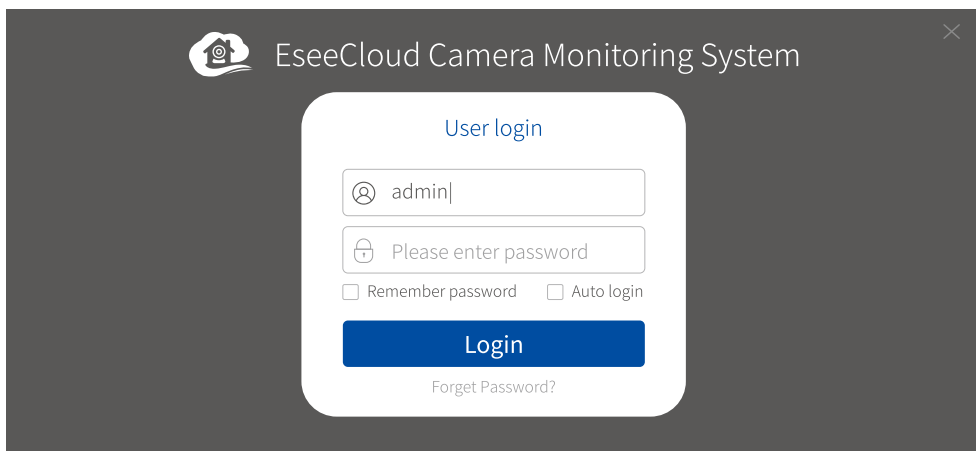 EseeCloud Camera Monitoring System
User login
admin
Please enter password
Remember password Auto login
Login
Forget Password?